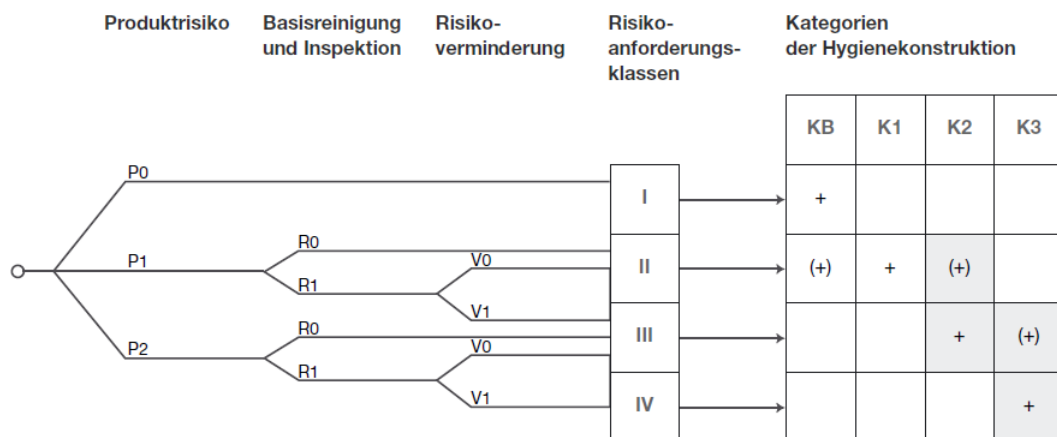 Produktrisiko
Basisreinigung
und Inspektion
Risiko-
verminderung
Risiko-
anforderungs-
klassen
Kategorien
der Hygienekonstruktion
KB K1 K2 K3
P0
I +
R0
P1 V0 II (+) + (+)
R1
V1
R0
P2 V0 III + (+)
R1
V1 IV +